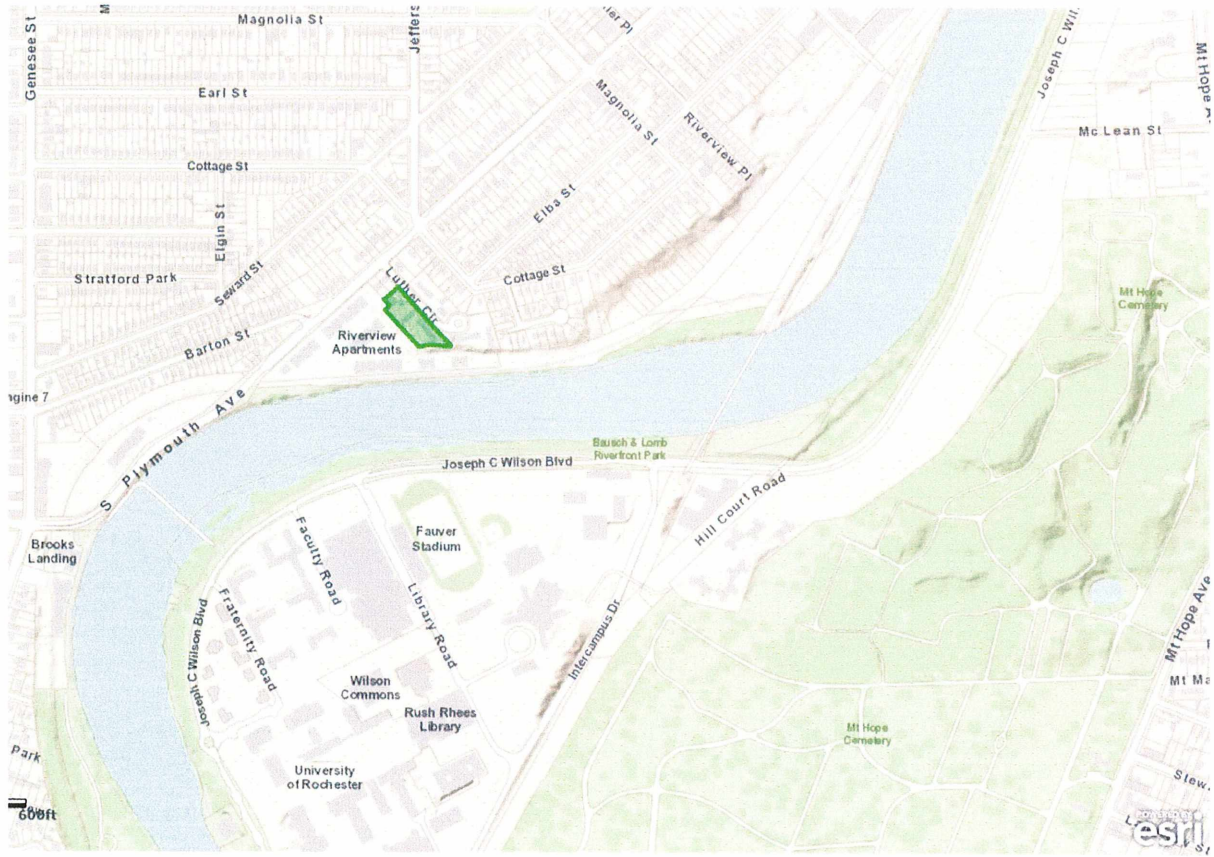 Magnolia St
Genesee St
M
Jeffers
ler Pl
Joseph C Wil.
Mt Hope A
Earl St
Magnolia St
Riverview Pl
Mc Lean St
Cottage St
Elgin St
Elba St
Stratford Park
Seward St
Luther Cir
Cottage St
Mt Hope
Cemetery
Barton St
Riverview
Apartments
ngine 7
S Plymouth Ave
Bausch & Lomb
Riverfront Park
Joseph C Wilson Blvd
Hill Court Road
Brooks
Landing
Faculty Road
Fauver
Stadium
Library Road
Fraternity Road
Joseph C Wilson Blvd
Intercampus Dr
Mt Hope Ave
Wilson
Commons
Mt Ma
Rush Rhees
Library
Mt Hope
Cemetery
Park
University
of Rochester
Stew.
600ft
POWERED BY
esri